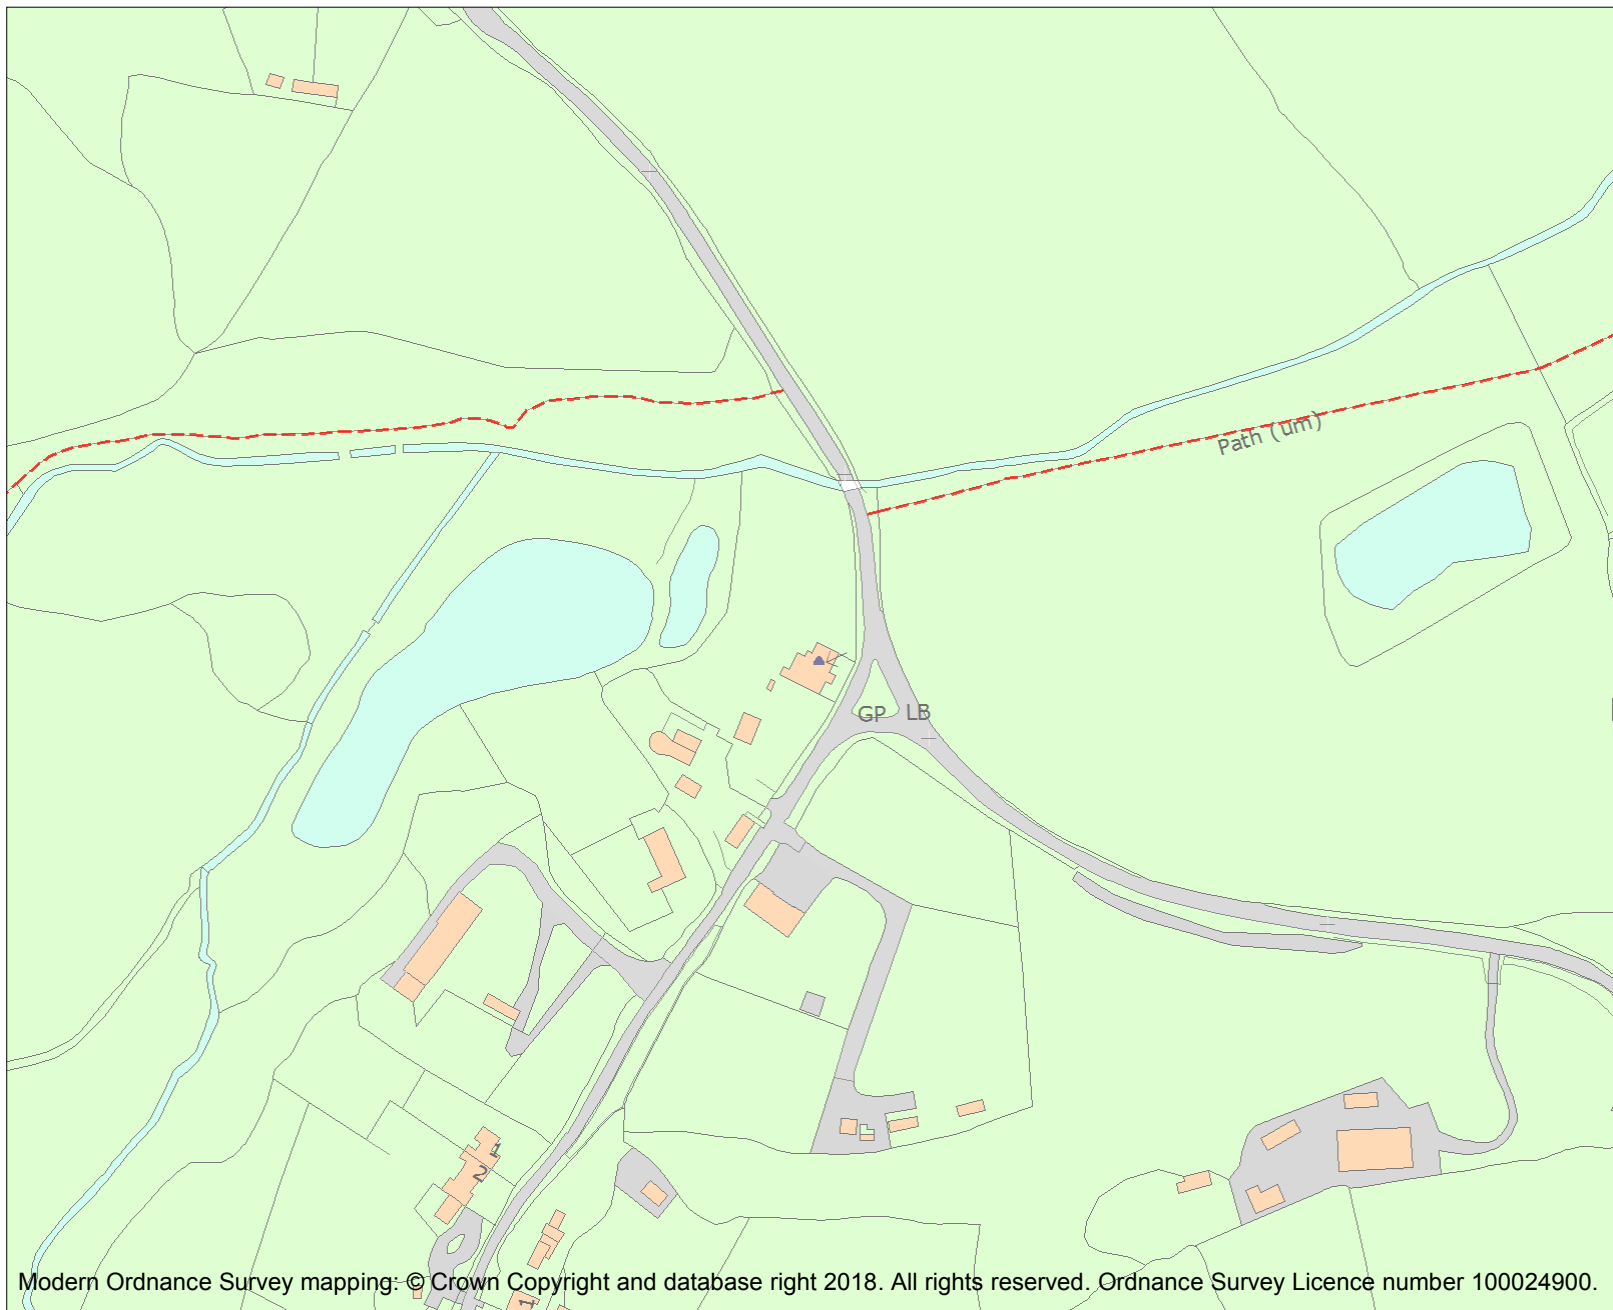 Path (um)
GP
LB
1
2
1
Modern Ordnance Survey mapping: © Crown Copyright and database right 2018. All rights reserved. Ordnance Survey Licence number 100024900.